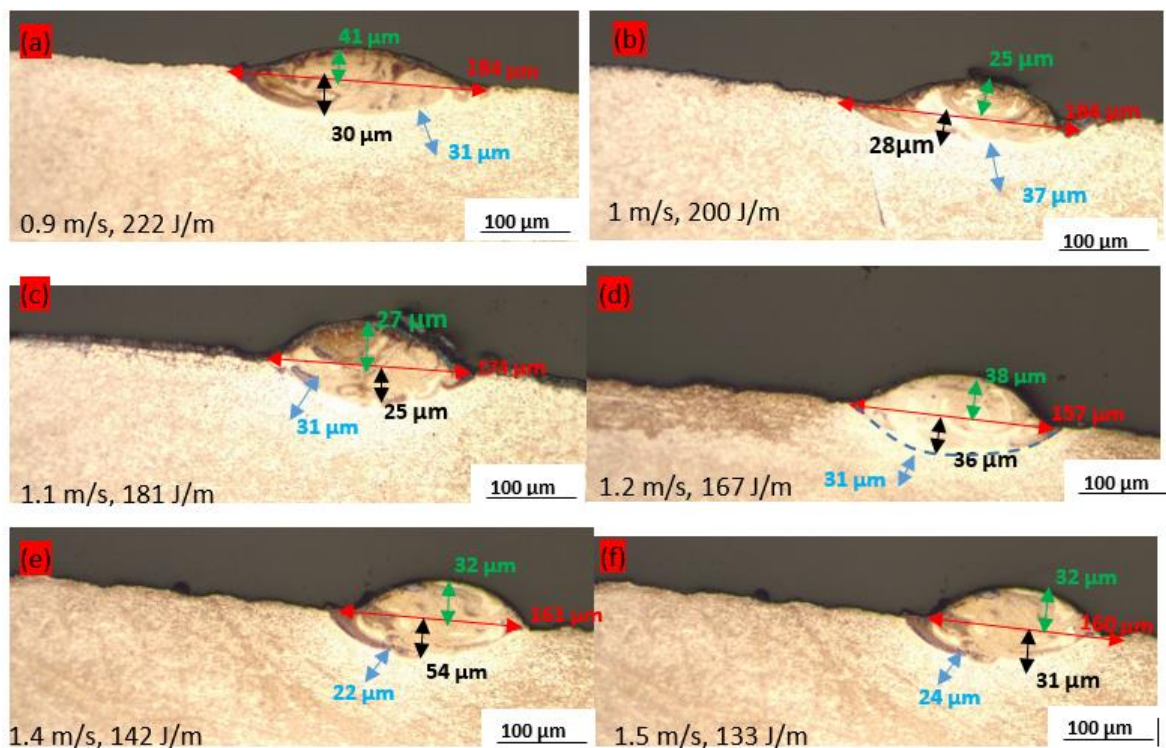 (a)
41 µm
184 µm
30 µm
31 µm
0.9 m/s, 222 J/m
100 µm
(b)
25 µm
184 µm
28µm
37 µm
1 m/s, 200 J/m
100 µm
(c)
27 µm
174 µm
25 µm
31 µm
1.1 m/s, 181 J/m
100 µm
(d)
38 µm
157 µm
36 µm
31 µm
1.2 m/s, 167 J/m
100 µm
(e)
32 µm
161 µm
54 µm
22 µm
1.4 m/s, 142 J/m
100 µm
(f)
32 µm
160 µm
31 µm
24 µm
1.5 m/s, 133 J/m
100 µm